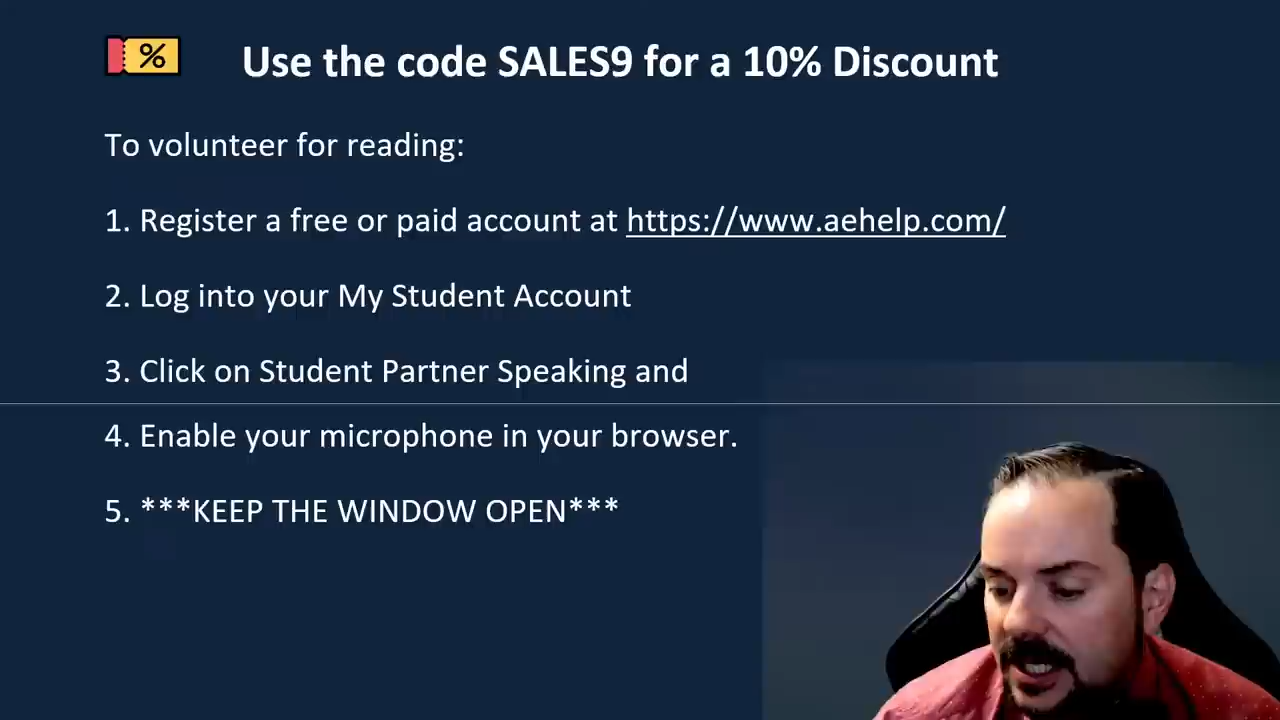 %
Use the code SALES9 for a 10% Discount
To volunteer for reading:
1. Register a free or paid account at https://www.aehelp.com/
2. Log into your My Student Account
3. Click on Student Partner Speaking and
4. Enable your microphone in your browser.
5. ***KEEP THE WINDOW OPEN***